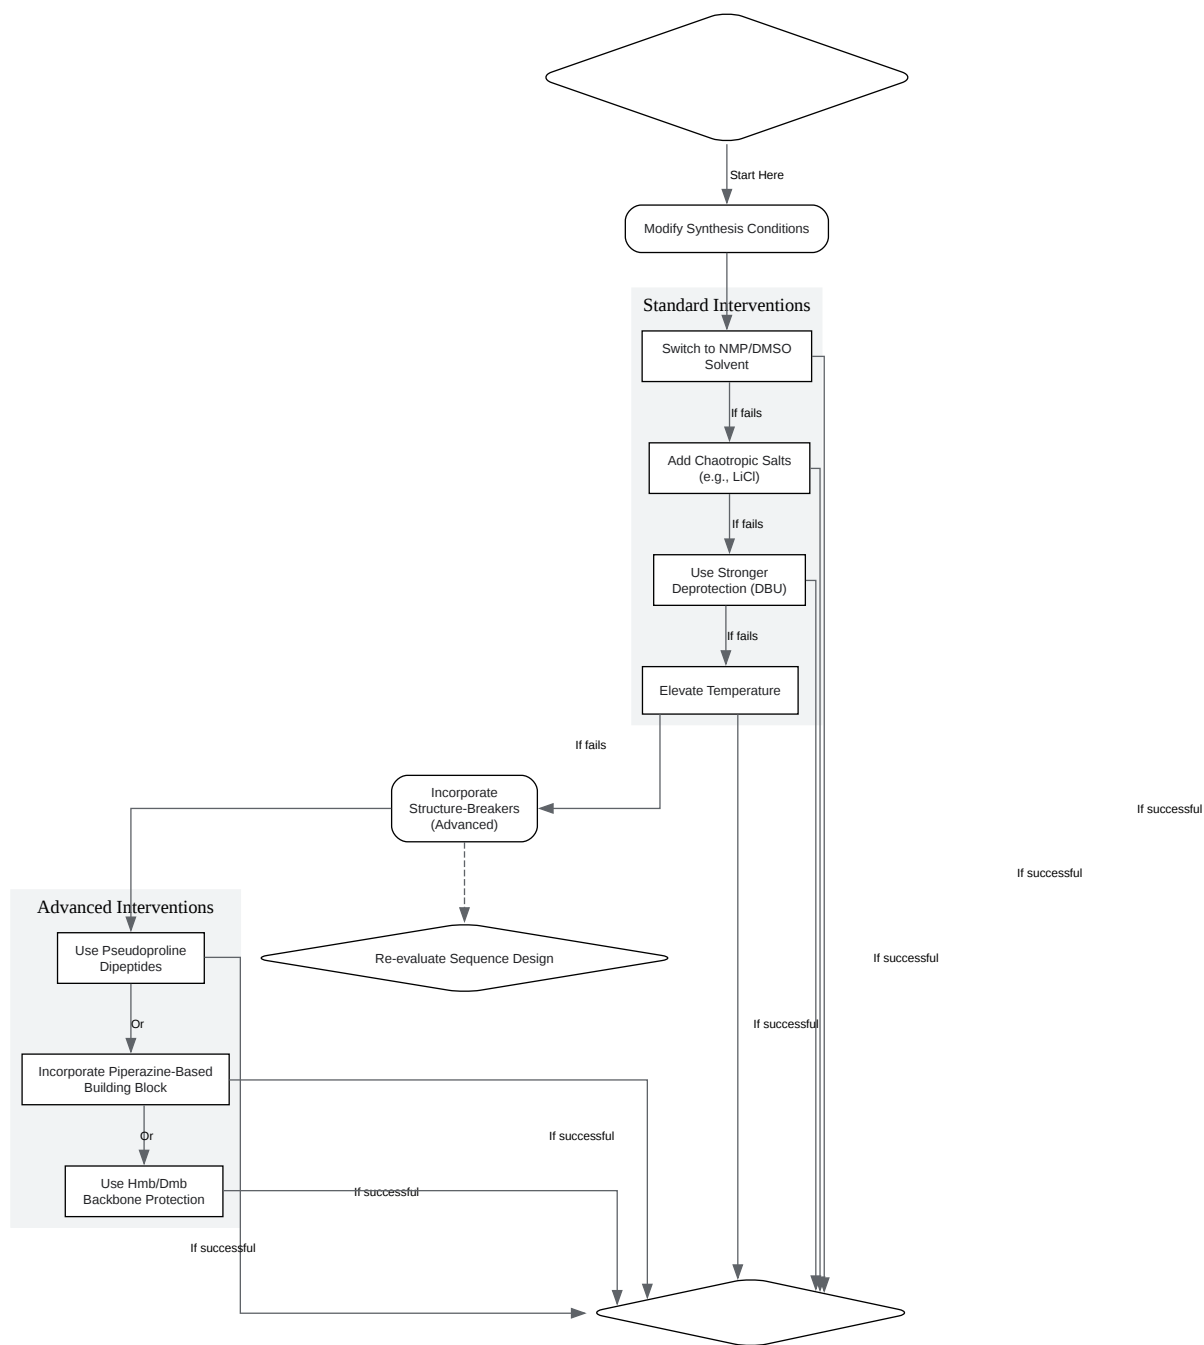 Start Here
Modify Synthesis Conditions
Standard Interventions
Switch to NMP/DMSO
Solvent
If fails
Add Chaotropic Salts
(e.g., LiCl)
If fails
Use Stronger
Deprotection (DBU)
If fails
Elevate Temperature
If fails
Incorporate
Structure-Breakers
(Advanced)
If successful
If successful
Advanced Interventions
Use Pseudoproline
Dipeptides
Re-evaluate Sequence Design
If successful
Or
If successful
Incorporate Piperazine-Based
Building Block
Or
If successful
Use Hmb/Dmb
Backbone Protection
If successful
If successful